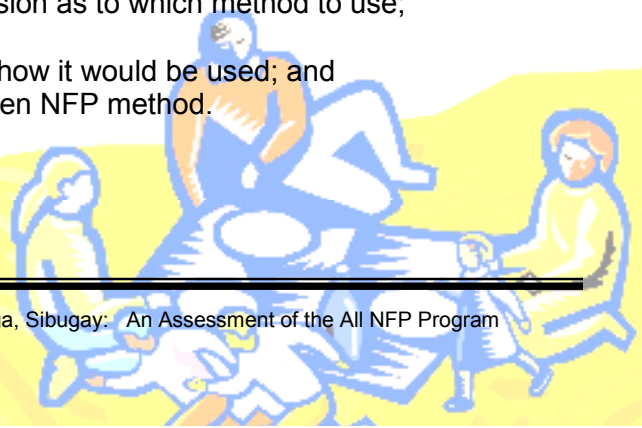 sion as to which method to use;
how it would be used; and
en NFP method.
ga, Sibugay: An Assessment of the All NFP Program